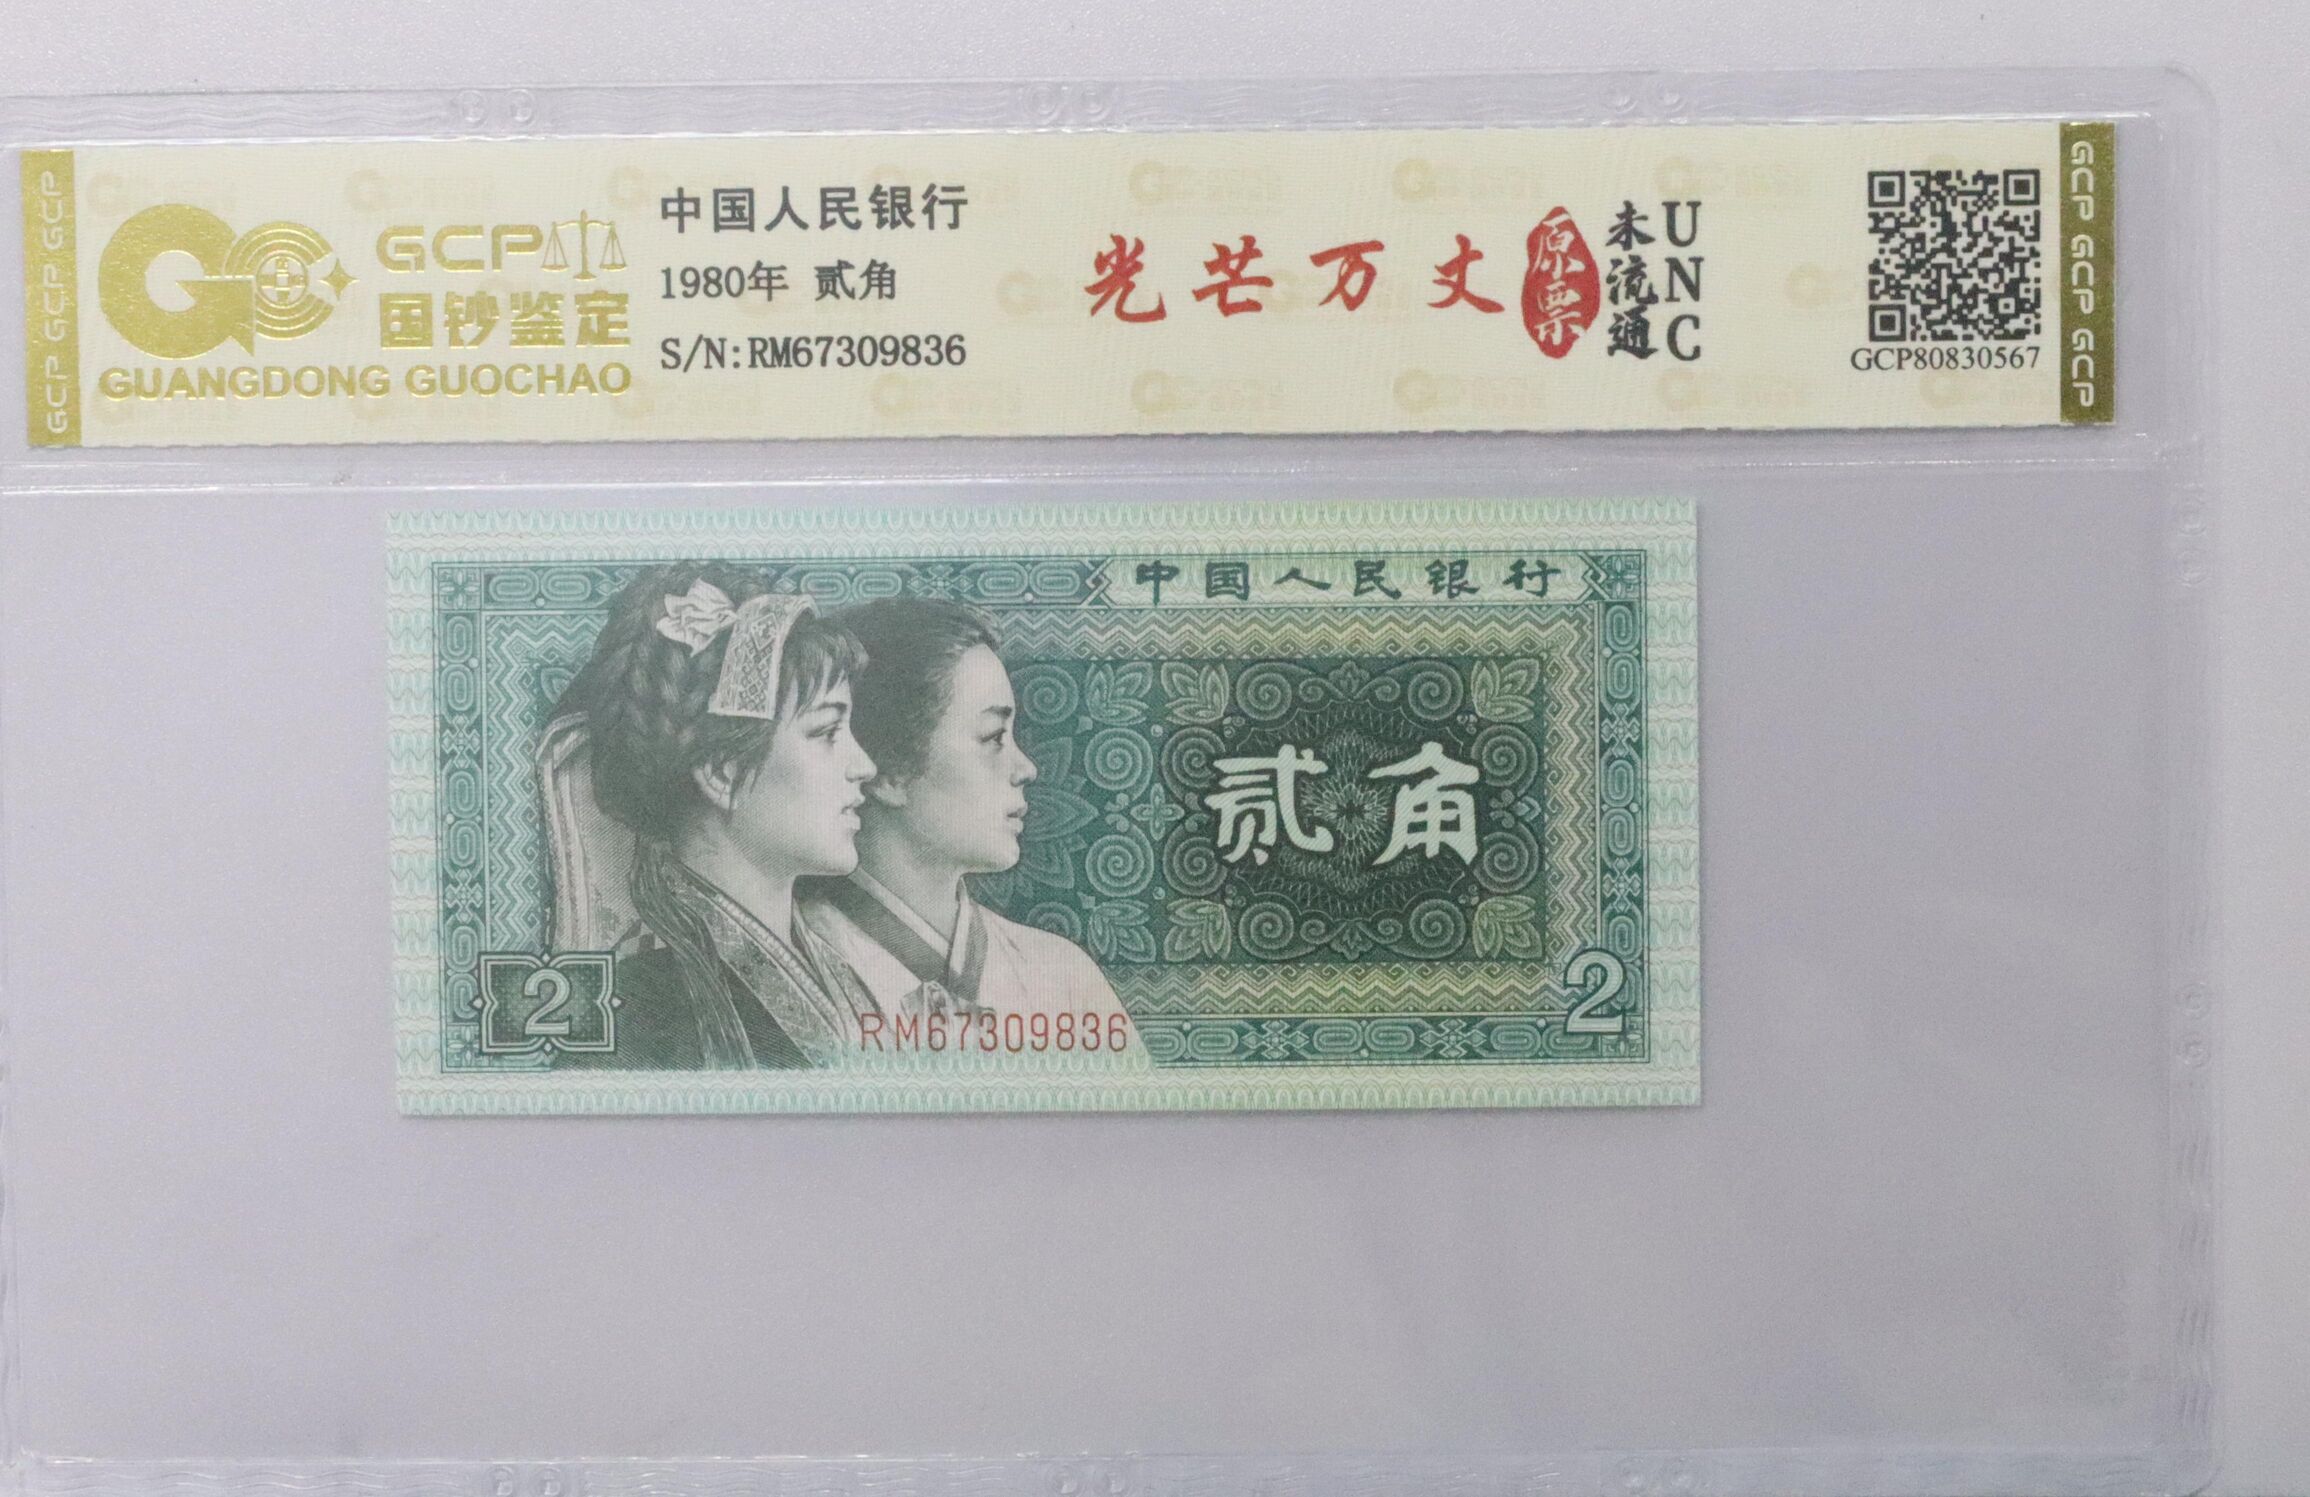 GCP GCP GCP
GCP
国钞鉴定
GUANGDONG GUOCHAO
中国人民银行
1980年 贰角
S/N:RM67309836
光芒万丈
原票
未流通
UNC
GCP80830567
GCP GCP GCP
中国人民银行
贰角
2
2
RM67309836